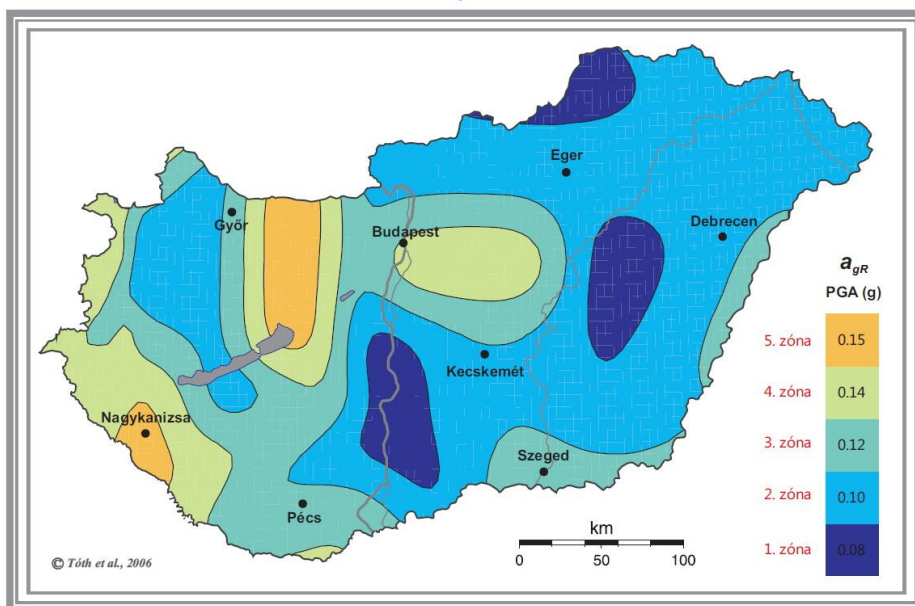 Eger
Győr
Budapest
Debrecen
Kecskemét
Nagykanizsa
Szeged
Pécs
a_gR
PGA (g)
5. zóna 0.15
4. zóna 0.14
3. zóna 0.12
2. zóna 0.10
1. zóna 0.08
km
0 50 100
© Tóth et al., 2006